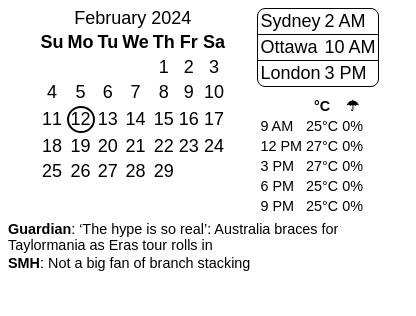 February 2024
Su Mo Tu We Th Fr Sa
1 2 3
4 5 6 7 8 9 10
11 12 13 14 15 16 17
18 19 20 21 22 23 24
25 26 27 28 29
Sydney 2 AM
Ottawa 10 AM
London 3 PM
°C ☂
9 AM 25°C 0%
12 PM 27°C 0%
3 PM 27°C 0%
6 PM 25°C 0%
9 PM 25°C 0%
Guardian: ‘The hype is so real’: Australia braces for
Taylormania as Eras tour rolls in
SMH: Not a big fan of branch stacking